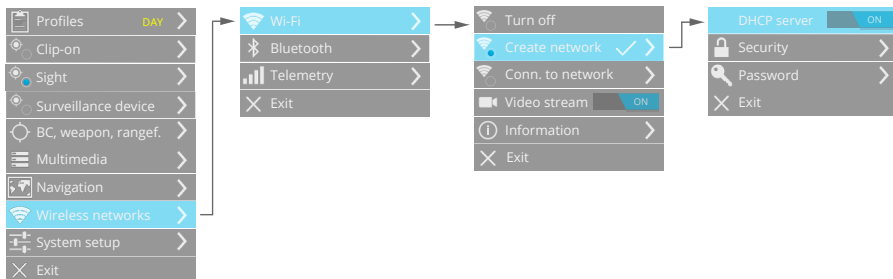 Profiles DAY
Clip-on
Sight
Surveillance device
BC, weapon, rangef.
Multimedia
Navigation
Wireless networks
System setup
Exit
Wi-Fi
Bluetooth
Telemetry
Exit
Turn off
Create network
Conn. to network
Video stream ON
Information
Exit
DHCP server ON
Security
Password
Exit